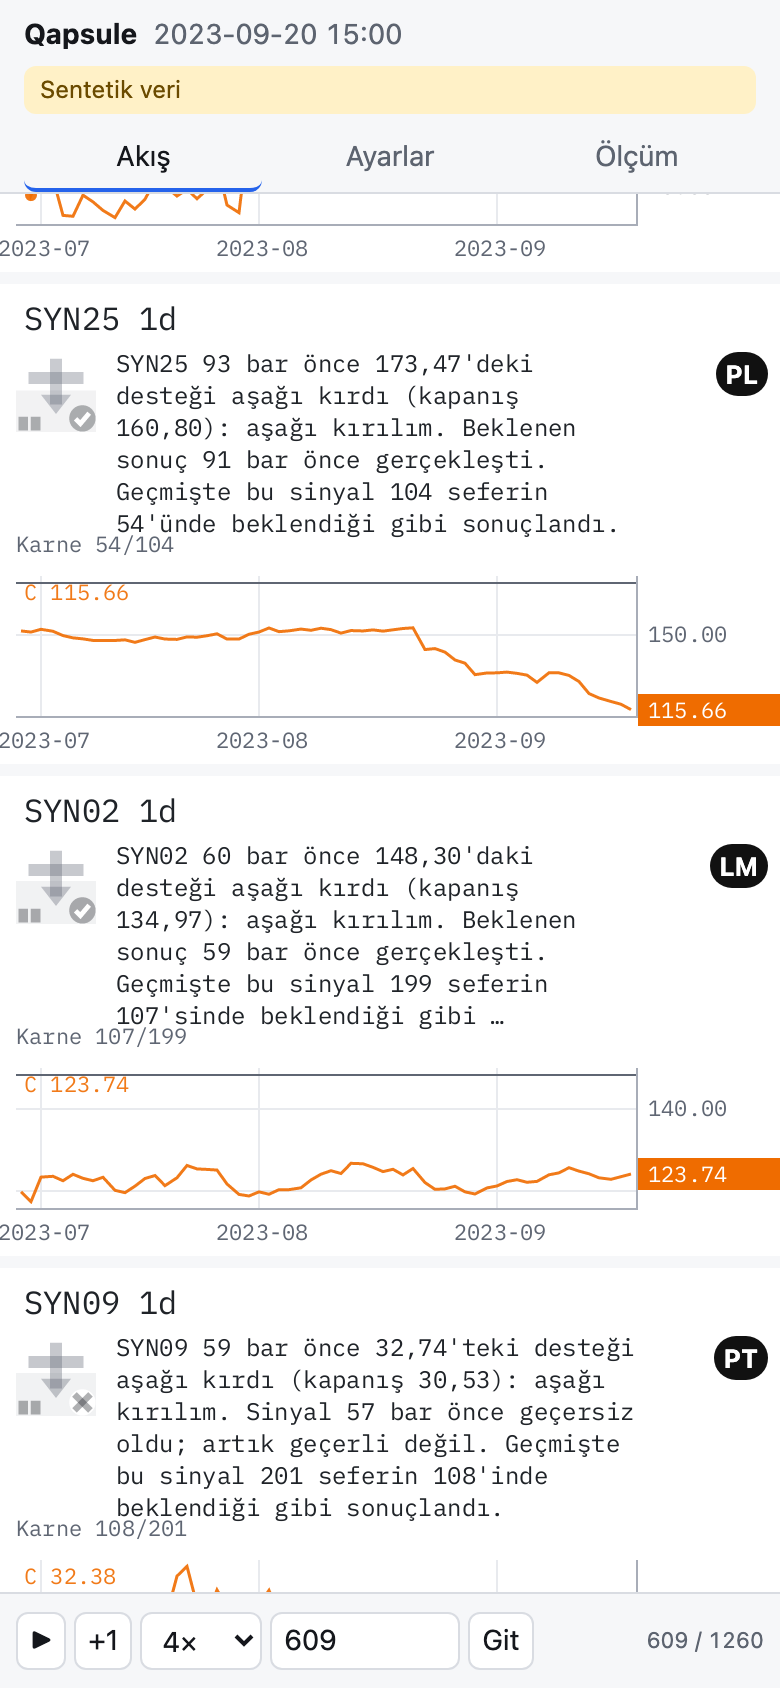 Qapsule 2023-09-20 15:00
Sentetik veri
Akış Ayarlar Ölçüm
2023-07 2023-08 2023-09
SYN25 1d
SYN25 93 bar önce 173,47'deki
desteği aşağı kırdı (kapanış
160,80): aşağı kırılım. Beklenen
sonuç 91 bar önce gerçekleşti.
Geçmişte bu sinyal 104 seferin
54'ünde beklendiği gibi sonuçlandı.
PL
Karne 54/104
C 115.66
150.00
115.66
2023-07 2023-08 2023-09
SYN02 1d
SYN02 60 bar önce 148,30'daki
desteği aşağı kırdı (kapanış
134,97): aşağı kırılım. Beklenen
sonuç 59 bar önce gerçekleşti.
Geçmişte bu sinyal 199 seferin
107'sinde beklendiği gibi …
LM
Karne 107/199
C 123.74
140.00
123.74
2023-07 2023-08 2023-09
SYN09 1d
SYN09 59 bar önce 32,74'teki desteği
aşağı kırdı (kapanış 30,53): aşağı
kırılım. Sinyal 57 bar önce geçersiz
oldu; artık geçerli değil. Geçmişte
bu sinyal 201 seferin 108'inde
beklendiği gibi sonuçlandı.
PT
Karne 108/201
C 32.38
+1 4× 609 Git 609 / 1260